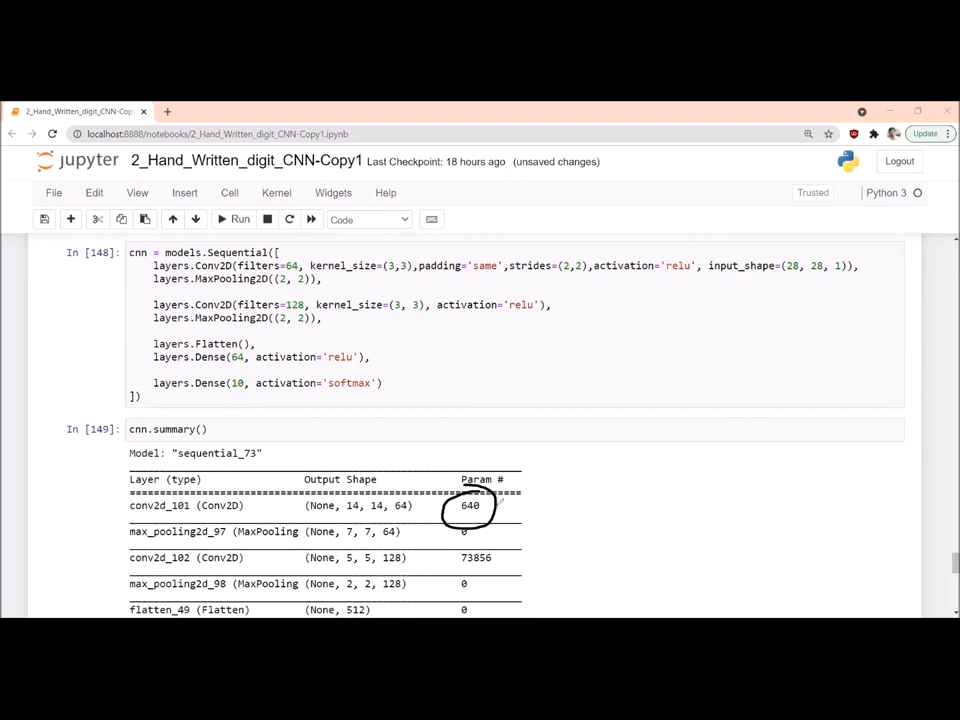 2_Hand_Written_digit_CNN-Cop
localhost:8888/notebooks/2_Hand_Written_digit_CNN-Copy1.ipynb
Update
jupyter 2_Hand_Written_digit_CNN-Copy1 Last Checkpoint: 18 hours ago (unsaved changes)
Logout
File Edit View Insert Cell Kernel Widgets Help
Trusted
Python 3
Run
Code
In [148]: cnn = models.Sequential([
layers.Conv2D(filters=64, kernel_size=(3,3),padding='same',strides=(2,2),activation='relu', input_shape=(28, 28, 1)),
layers.MaxPooling2D((2, 2)),
layers.Conv2D(filters=128, kernel_size=(3, 3), activation='relu'),
layers.MaxPooling2D((2, 2)),
layers.Flatten(),
layers.Dense(64, activation='relu'),
layers.Dense(10, activation='softmax')
])
In [149]: cnn.summary()
Model: "sequential_73"
Layer (type) Output Shape Param #
conv2d_101 (Conv2D) (None, 14, 14, 64) 640
max_pooling2d_97 (MaxPooling (None, 7, 7, 64) 0
conv2d_102 (Conv2D) (None, 5, 5, 128) 73856
max_pooling2d_98 (MaxPooling (None, 2, 2, 128) 0
flatten_49 (Flatten) (None, 512) 0